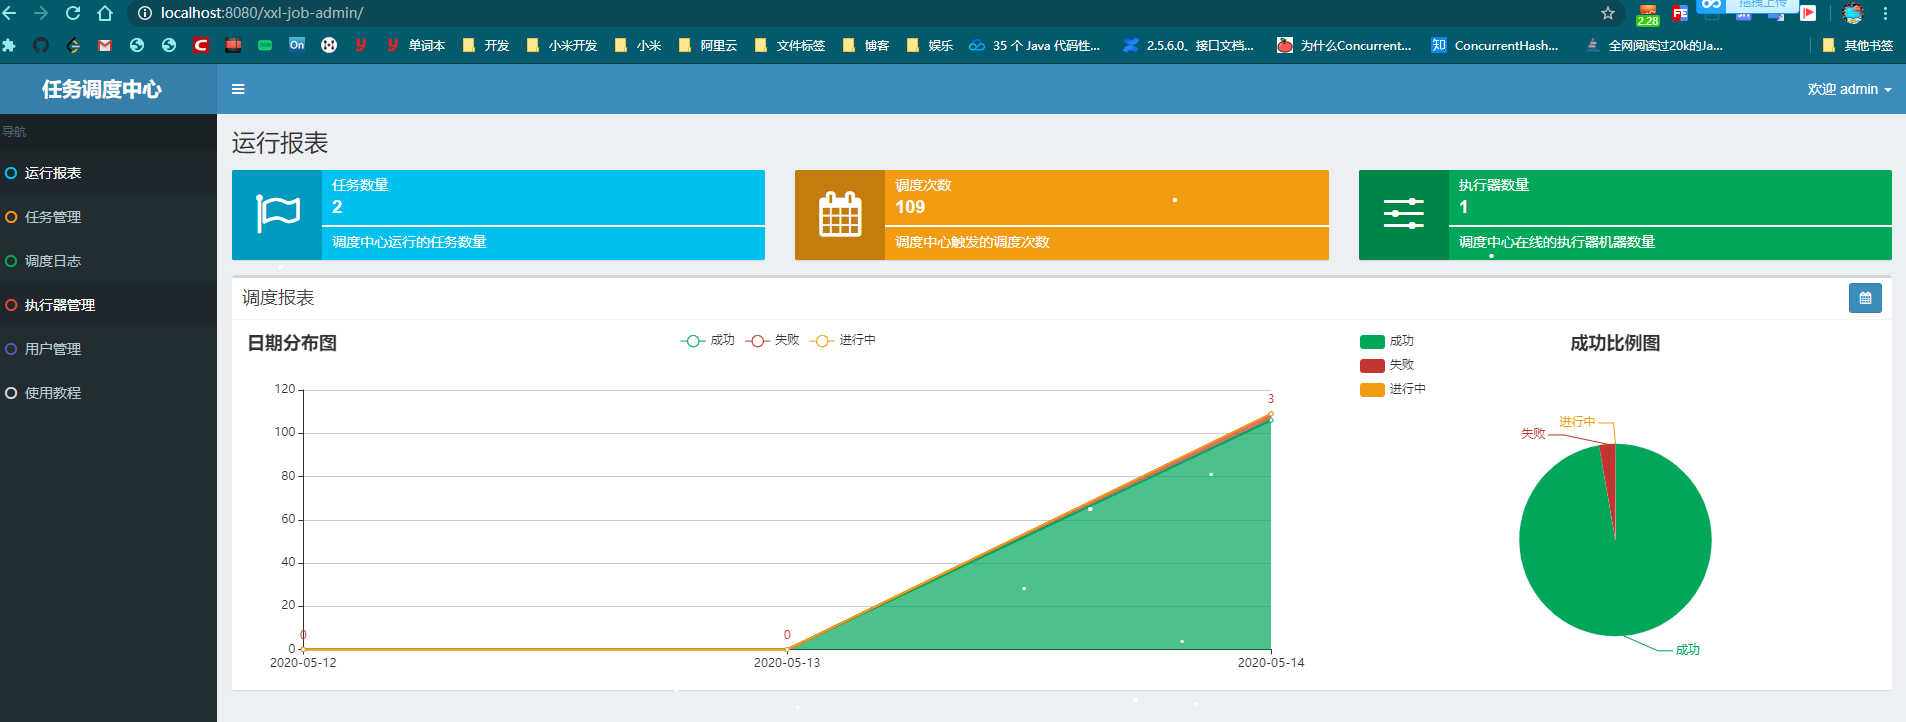 localhost:8080/xxl-job-admin/
2.28
拖拽上传
On
单词本
开发
小米开发
小米
阿里云
文件标签
博客
娱乐
35 个 Java 代码性...
2.5.6.0、接口文档...
为什么Concurrent...
知 ConcurrentHash...
全网阅读过20k的Ja...
其他书签
任务调度中心
欢迎 admin
导航
运行报表
任务管理
调度日志
执行器管理
用户管理
使用教程
运行报表
任务数量
2
调度中心运行的任务数量
调度次数
109
调度中心触发的调度次数
执行器数量
1
调度中心在线的执行器机器数量
调度报表
日期分布图
成功 失败 进行中
120
100
80
60
40
20
0
0
0
3
2020-05-12
2020-05-13
2020-05-14
成功
失败
进行中
成功比例图
进行中
失败
成功